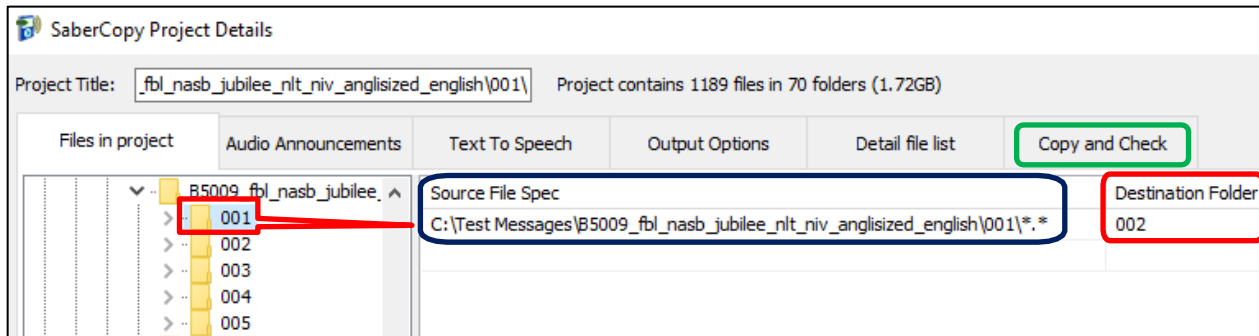 SaberCopy Project Details
Project Title: _fbl_nasb_jubilee_nlt_niv_anglisized_english\001\ Project contains 1189 files in 70 folders (1.72GB)
Files in project Audio Announcements Text To Speech Output Options Detail file list Copy and Check
B5009_fbl_nasb_jubilee_ Source File Spec Destination Folder
001 C:\Test Messages\B5009_fbl_nasb_jubilee_nlt_niv_anglisized_english\001\*.* 002
002
003
004
005